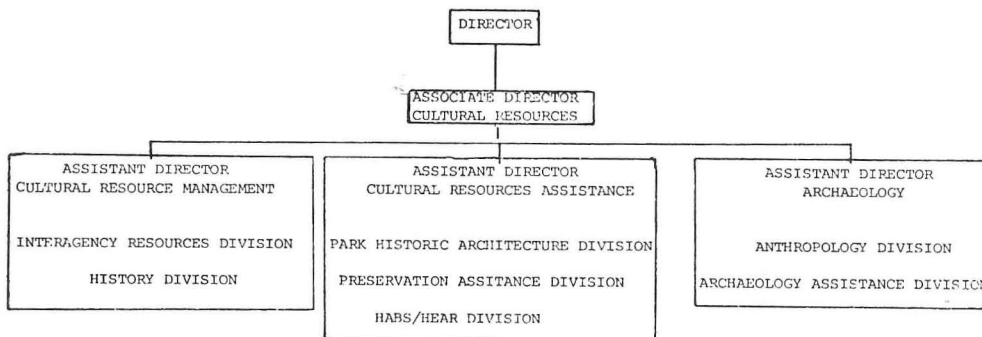 DIRECTOR
ASSOCIATE DIRECTOR
CULTURAL RESOURCES
ASSISTANT DIRECTOR
CULTURAL RESOURCE MANAGEMENT
INTERAGENCY RESOURCES DIVISION
HISTORY DIVISION
ASSISTANT DIRECTOR
CULTURAL RESOURCES ASSISTANCE
PARK HISTORIC ARCHITECTURE DIVISION
PRESERVATION ASSITANCE DIVISION
HABS/HEAR DIVISION
ASSISTANT DIRECTOR
ARCHAEOLOGY
ANTHROPOLOGY DIVISION
ARCHAEOLOGY ASSISTANCE DIVISION